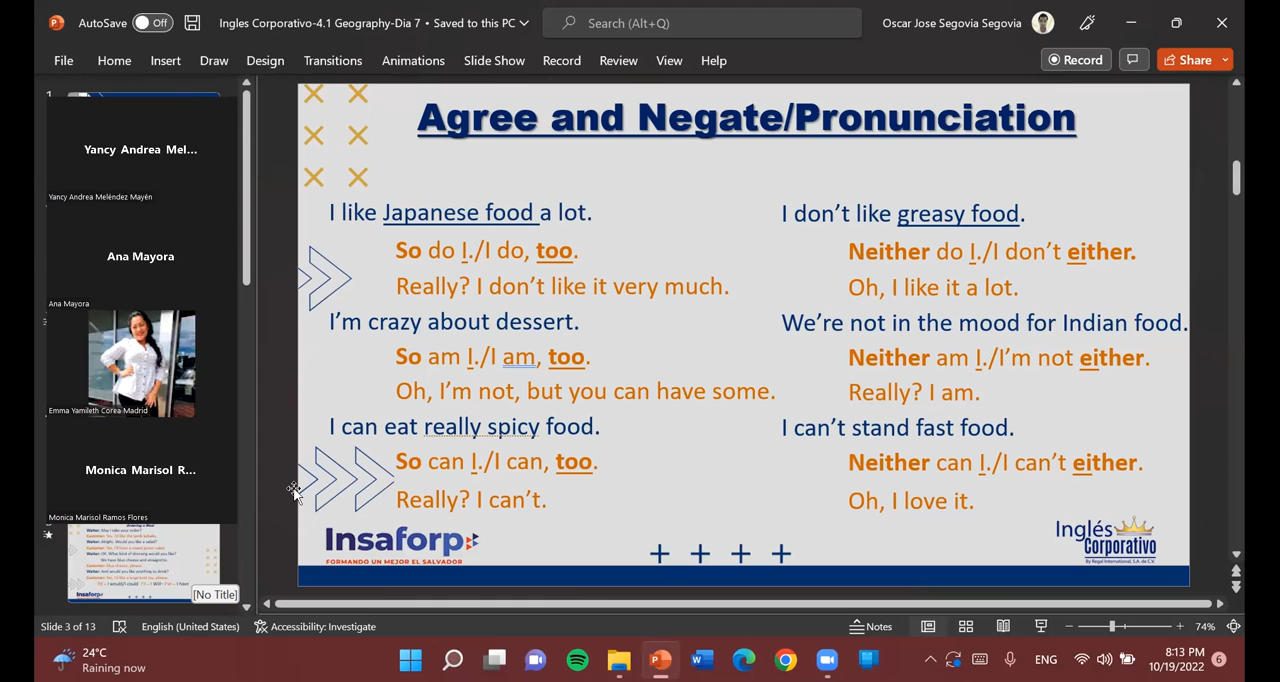 AutoSave Off Ingles Corporativo-4.1 Geography-Dia 7 • Saved to this PC Search (Alt+Q) Oscar Jose Segovia Segovia
File Home Insert Draw Design Transitions Animations Slide Show Record Review View Help Record Share
1
Yancy Andrea Mel...
Yancy Andrea Meléndez Mayén
Ana Mayora
Ana Mayora
Emma Yamileth Corea Madrid
Monica Marisol R...
Monica Marisol Ramos Flores
[No Title]
Agree and Negate/Pronunciation
I like Japanese food a lot.
So do I./I do, too.
Really? I don't like it very much.
I'm crazy about dessert.
So am I./I am, too.
Oh, I'm not, but you can have some.
I can eat really spicy food.
So can I./I can, too.
Really? I can't.
I don't like greasy food.
Neither do I./I don't either.
Oh, I like it a lot.
We're not in the mood for Indian food.
Neither am I./I'm not either.
Really? I am.
I can't stand fast food.
Neither can I./I can't either.
Oh, I love it.
Insaforp
FORMANDO UN MEJOR EL SALVADOR
Inglés
Corporativo
By Regal International, S.A. de C.V.
Slide 3 of 13 English (United States) Accessibility: Investigate Notes 74%
24°C
Raining now
ENG
8:13 PM
10/19/2022
6